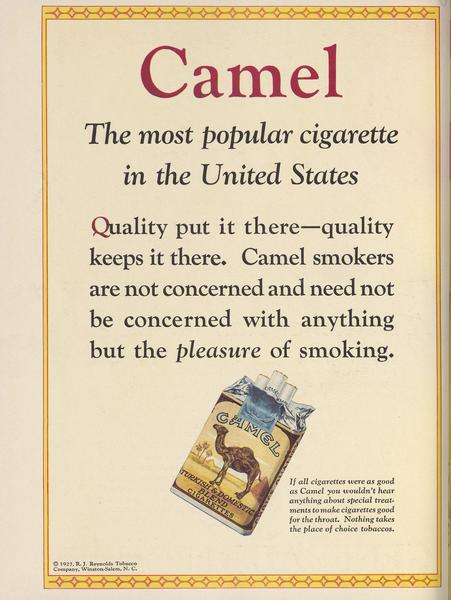 Camel
The most popular cigarette
in the United States
Quality put it there—quality
keeps it there. Camel smokers
are not concerned and need not
be concerned with anything
but the pleasure of smoking.
CAMEL
TURKISH & DOMESTIC
BLEND
CIGARETTES
If all cigarettes were as good
as Camel you wouldn't hear
anything about special treat-
ments to make cigarettes good
for the throat. Nothing takes
the place of choice tobaccos.
© 1927, R. J. Reynolds Tobacco
Company, Winston-Salem, N. C.